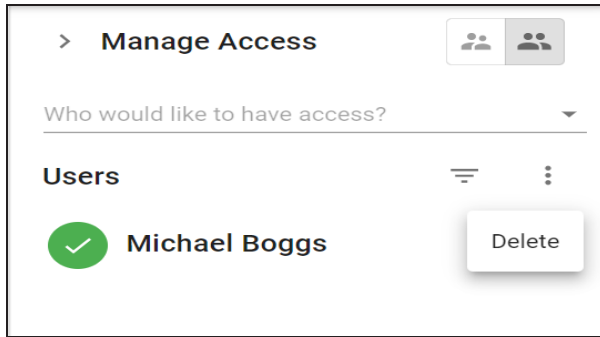 Manage Access
Who would like to have access?
Users
Michael Boggs
Delete